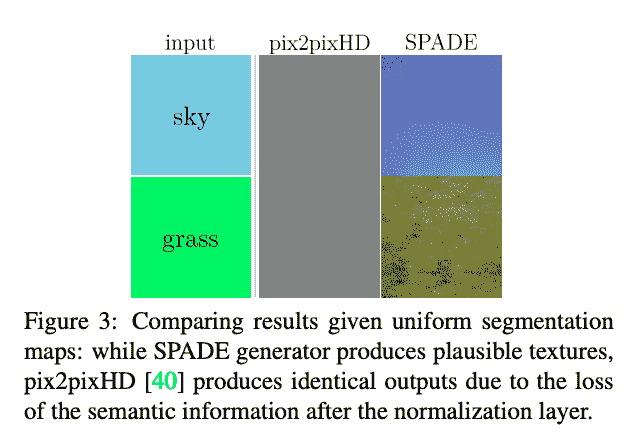 input pix2pixHD SPADE
sky
grass
Figure 3: Comparing results given uniform segmentation
maps: while SPADE generator produces plausible textures,
pix2pixHD [40] produces identical outputs due to the loss
of the semantic information after the normalization layer.